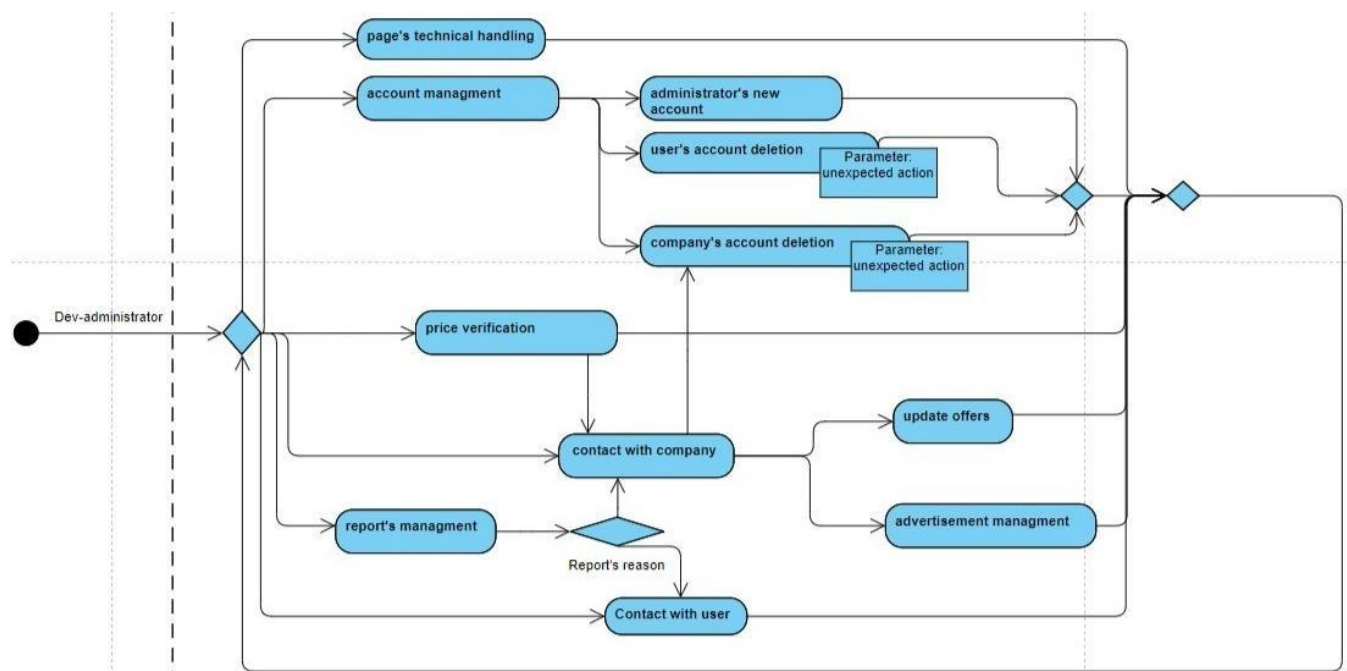 page's technical handling
account managment
administrator's new
account
user's account deletion
Parameter:
unexpected action
company's account deletion
Parameter:
unexpected action
Dev-administrator
price verification
update offers
contact with company
report's managment
advertisement managment
Report's reason
Contact with user